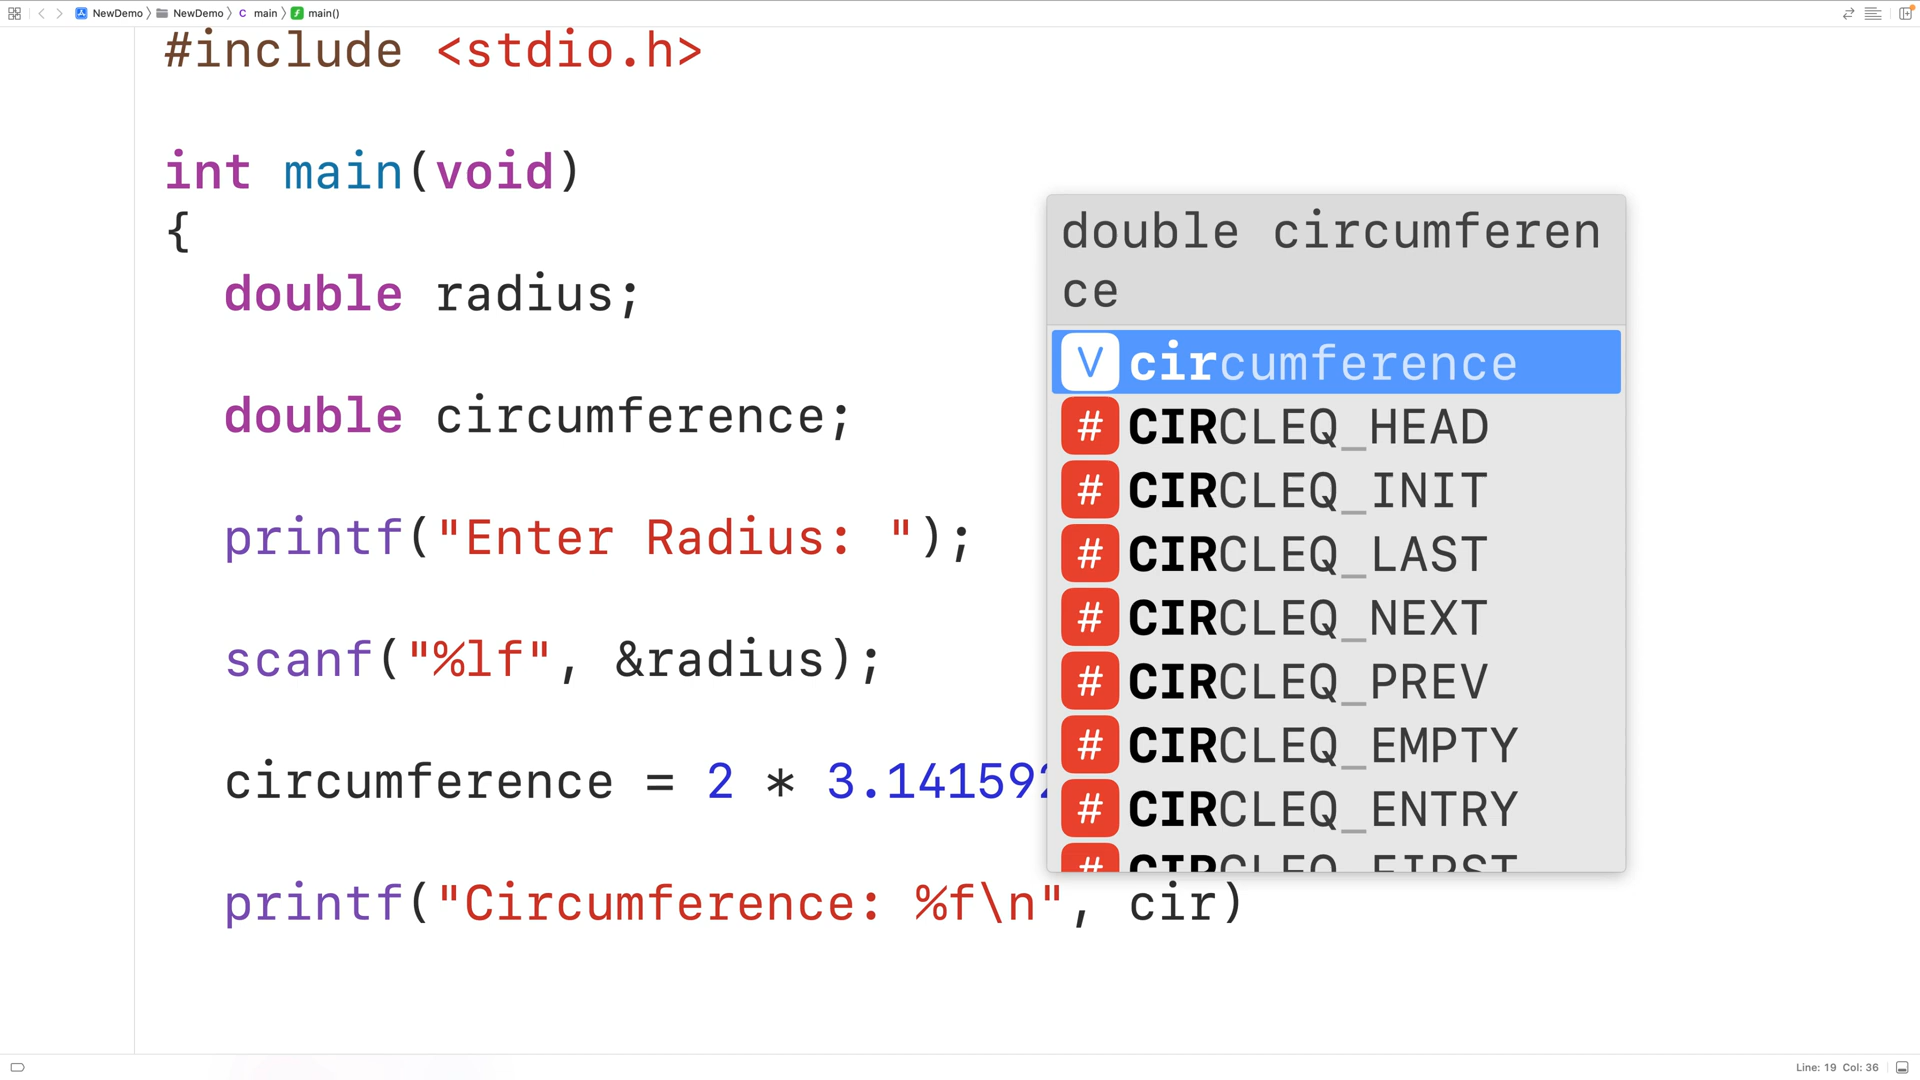 NewDemo 〉 NewDemo 〉 C main 〉 f main()
#include <stdio.h>
int main(void)
{
double radius;
double circumference;
printf("Enter Radius: ");
scanf("%lf", &radius);
circumference = 2 * 3.14159
printf("Circumference: %f\n", cir)
double circumferen
ce
V circumference
# CIRCLEQ_HEAD
# CIRCLEQ_INIT
# CIRCLEQ_LAST
# CIRCLEQ_NEXT
# CIRCLEQ_PREV
# CIRCLEQ_EMPTY
# CIRCLEQ_ENTRY
# CIRCLEQ_FIRST
Line: 19 Col: 36